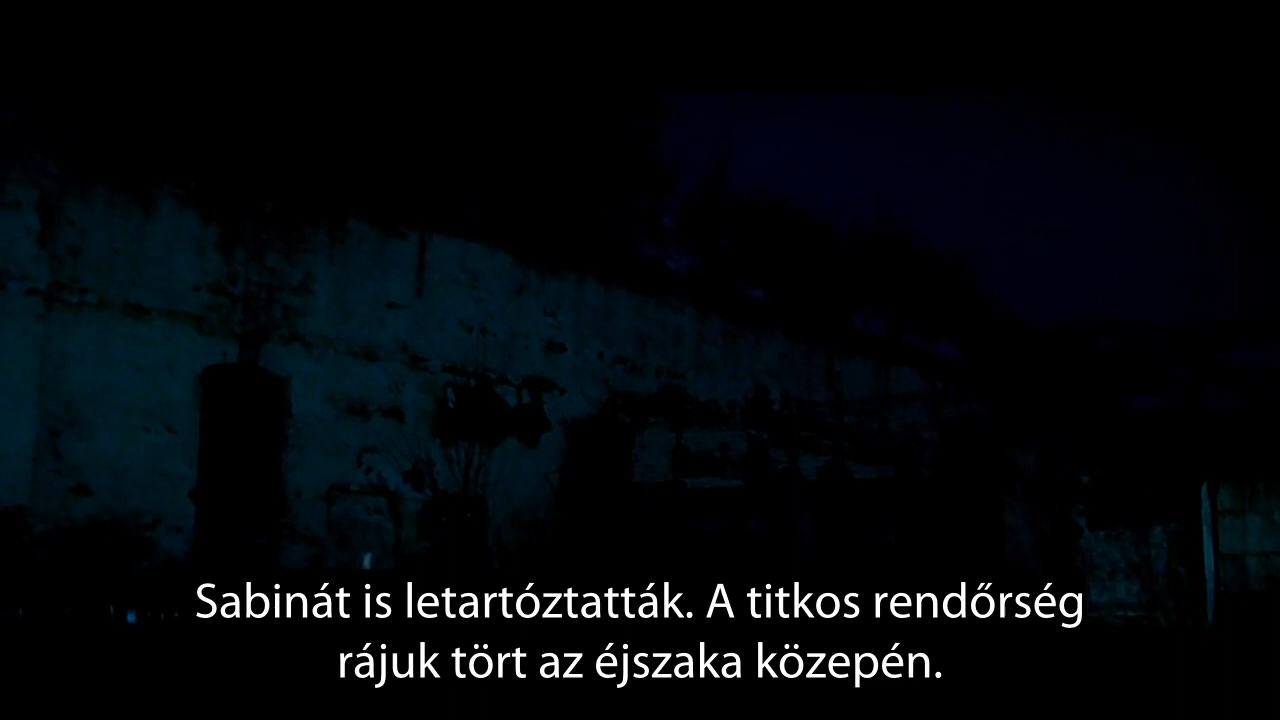 Sabinát is letartóztatták. A titkos rendőrség
rájuk tört az éjszaka közepén.